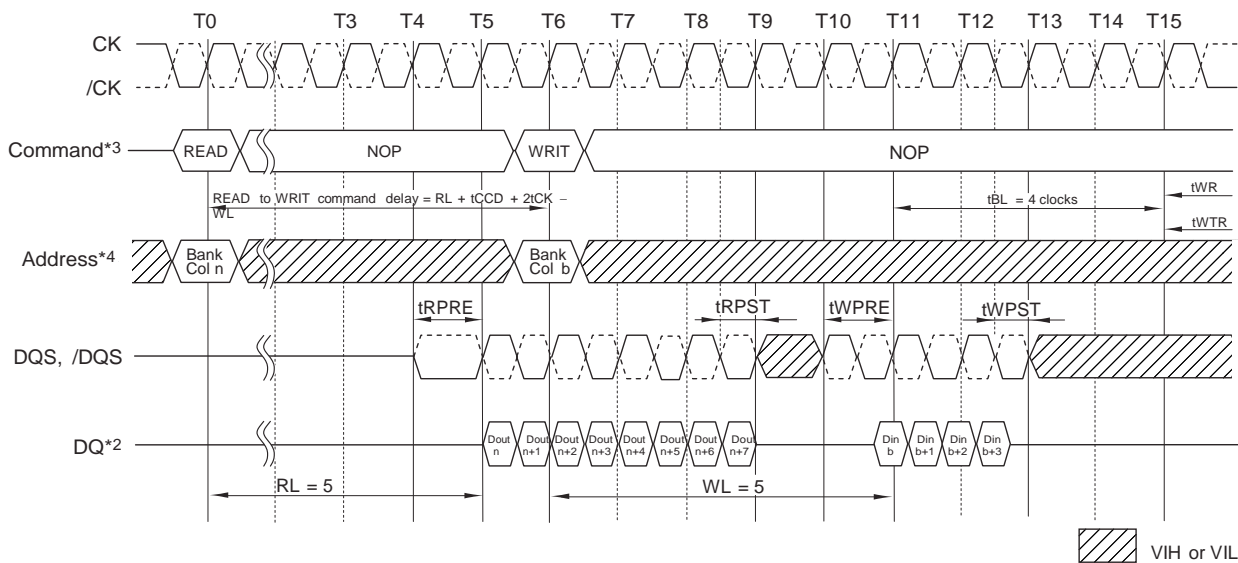 T0 T3 T4 T5 T6 T7 T8 T9 T10 T11 T12 T13 T14 T15
CK
/CK
Command*3 READ NOP WRIT NOP
READ to WRIT command delay = RL + tCCD + 2tCK –
WL
tBL = 4 clocks
tWR
tWTR
Address*4
Bank
Col n
Bank
Col b
tRPRE tRPST tWPRE tWPST
DQS, /DQS
DQ*2
Dout
n
Dout
n+1
Dout
n+2
Dout
n+3
Dout
n+4
Dout
n+5
Dout
n+6
Dout
n+7
Din
b
Din
b+1
Din
b+2
Din
b+3
RL = 5 WL = 5
VIH or VIL